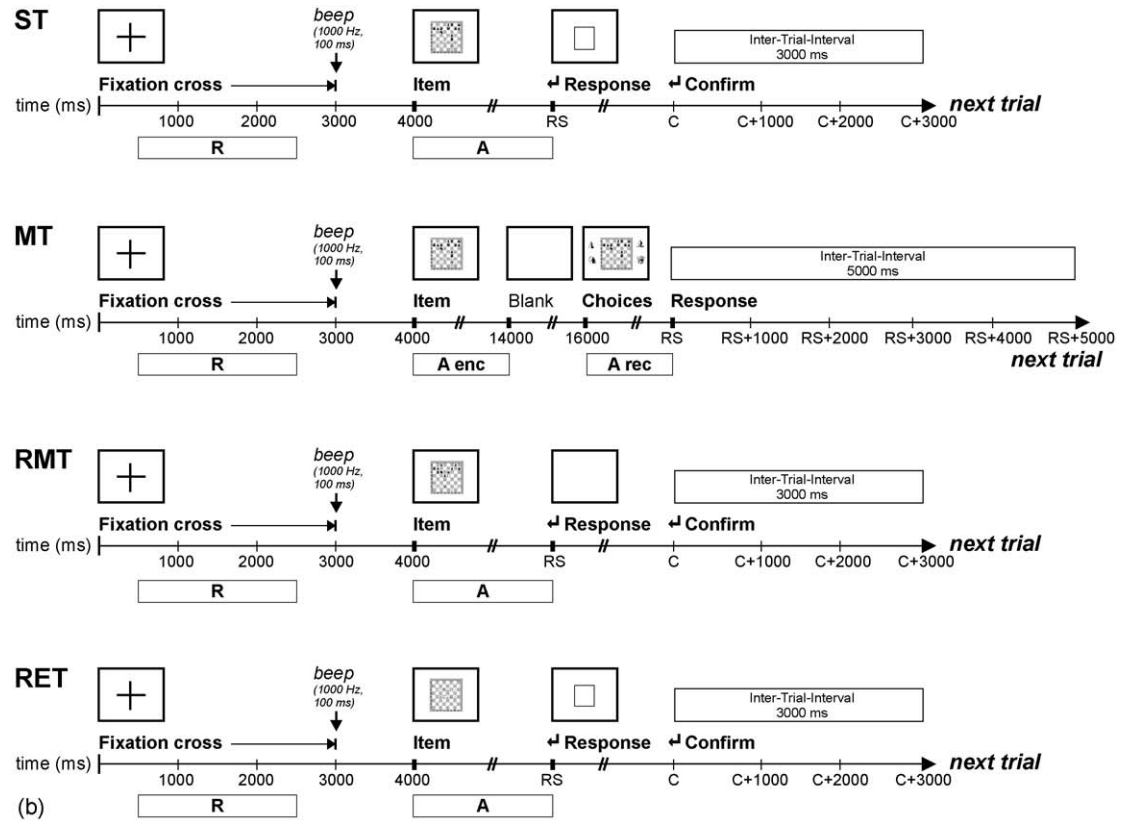 ST
beep
(1000 Hz,
100 ms)
Inter-Trial-Interval
3000 ms
Fixation cross
Item
↲ Response
↲ Confirm
time (ms)
next trial
1000 2000 3000 4000 RS C C+1000 C+2000 C+3000
R A
MT
beep
(1000 Hz,
100 ms)
Inter-Trial-Interval
5000 ms
Fixation cross
Item Blank Choices Response
time (ms)
1000 2000 3000 4000 14000 16000 RS RS+1000 RS+2000 RS+3000 RS+4000 RS+5000
R A enc A rec next trial
RMT
beep
(1000 Hz,
100 ms)
Inter-Trial-Interval
3000 ms
Fixation cross
Item
↲ Response
↲ Confirm
time (ms)
next trial
1000 2000 3000 4000 RS C C+1000 C+2000 C+3000
R A
RET
beep
(1000 Hz,
100 ms)
Inter-Trial-Interval
3000 ms
Fixation cross
Item
↲ Response
↲ Confirm
time (ms)
next trial
1000 2000 3000 4000 RS C C+1000 C+2000 C+3000
(b) R A